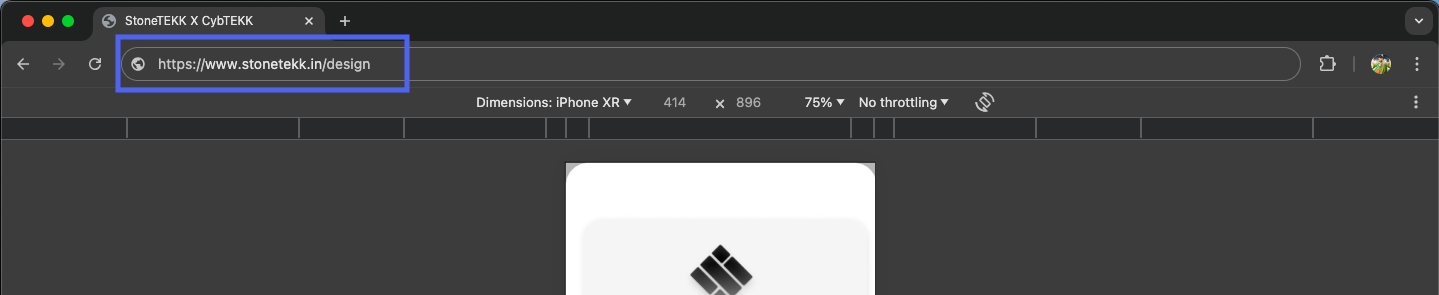 StoneTEKK X CybTEKK
https://www.stonetekk.in/design
Dimensions: iPhone XR 414 × 896 75% No throttling